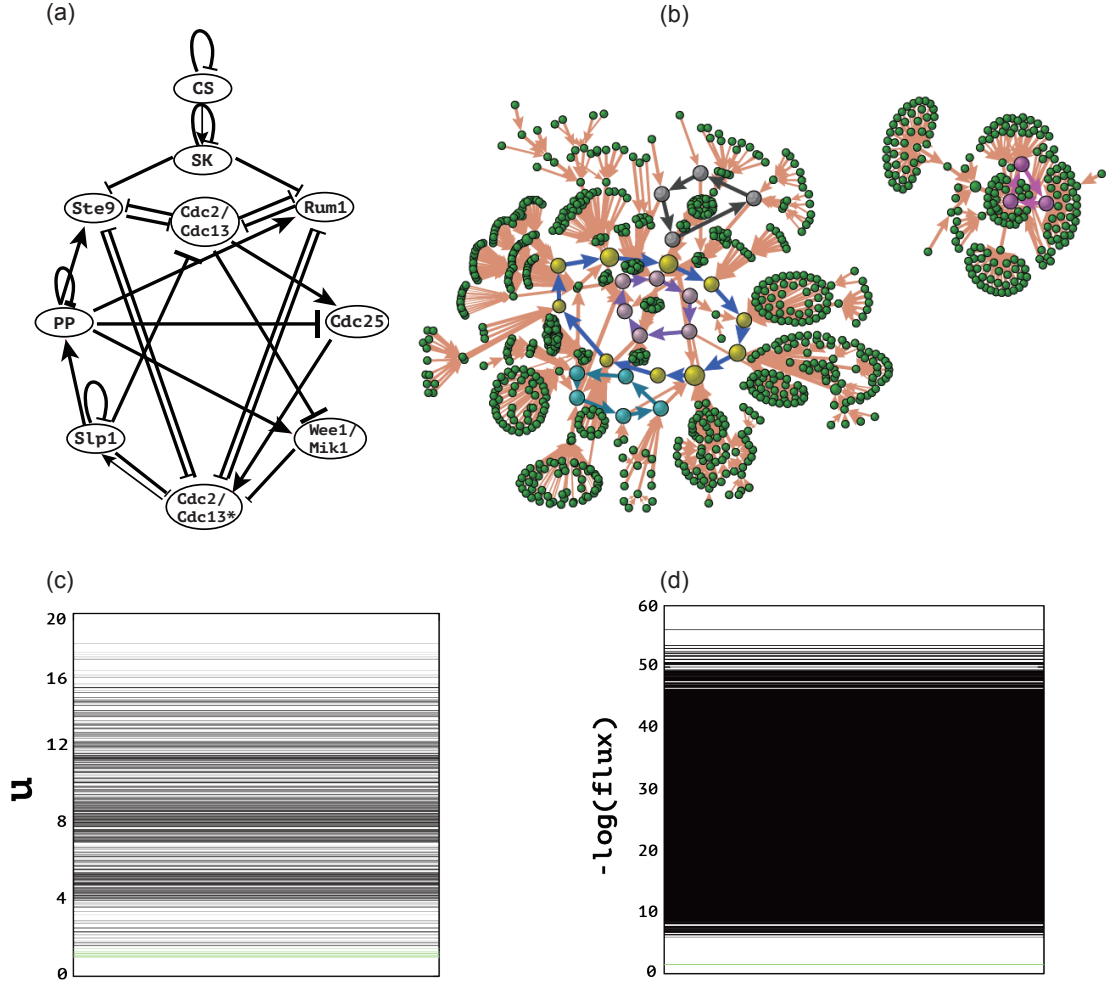 (a)
(b)
CS
SK
Ste9
Cdc2/
Cdc13
Rum1
PP
Cdc25
Slp1
Wee1/
Mik1
Cdc2/
Cdc13*
(c)
(d)
20
16
12
8
4
0
u
60
50
40
30
20
10
0
-log(flux)